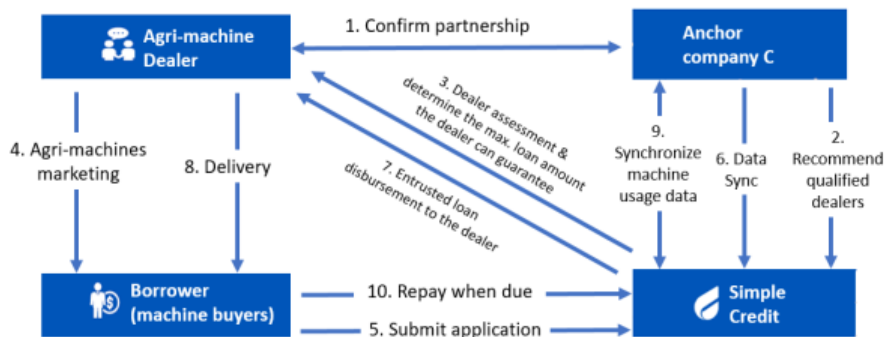 Agri-machine
Dealer
1. Confirm partnership
Anchor
company C
3. Dealer assessment &
determine the max. loan amount
the dealer can guarantee
7. Entrusted loan
disbursement to the dealer
4. Agri-machines
marketing
8. Delivery
9.
Synchronize
machine
usage data
6. Data
Sync
2.
Recommend
qualified
dealers
Borrower
(machine buyers)
10. Repay when due
5. Submit application
Simple
Credit